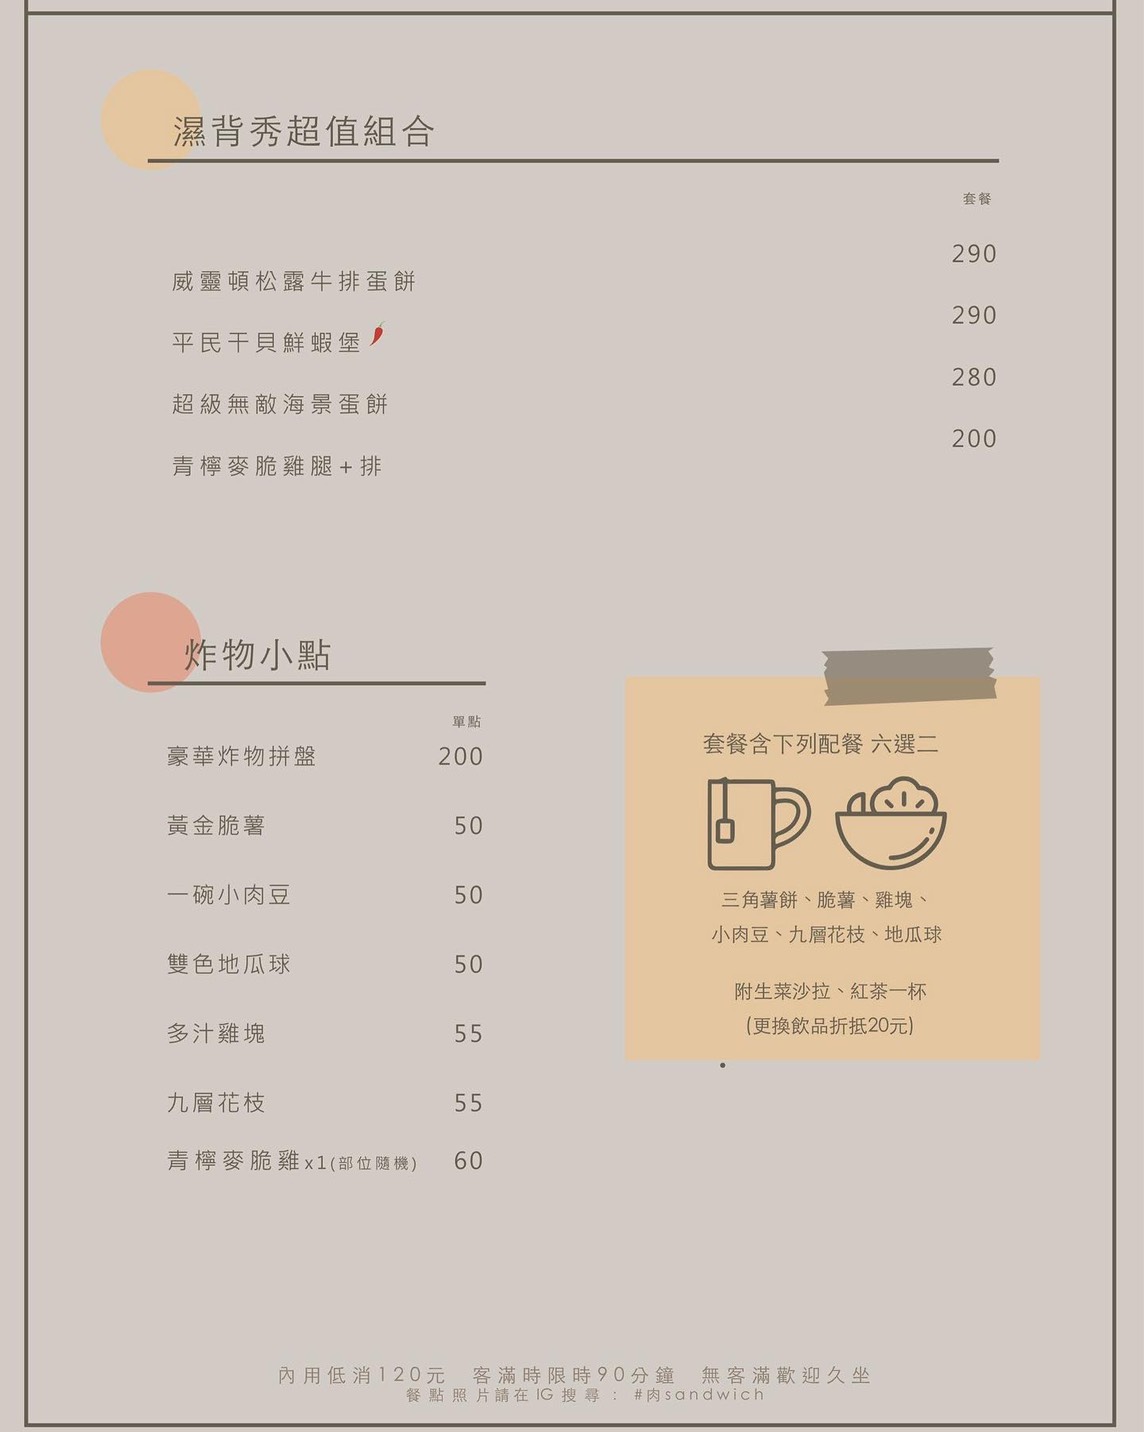 濕背秀超值組合
套餐
威靈頓松露牛排蛋餅 290
平民干貝鮮蝦堡 290
超級無敵海景蛋餅 280
青檸麥脆雞腿+排 200
炸物小點
單點
豪華炸物拼盤 200
黃金脆薯 50
一碗小肉豆 50
雙色地瓜球 50
多汁雞塊 55
九層花枝 55
青檸麥脆雞x1(部位隨機) 60
套餐含下列配餐 六選二
三角薯餅、脆薯、雞塊、
小肉豆、九層花枝、地瓜球
附生菜沙拉、紅茶一杯
(更換飲品折抵20元)
內用低消120元 客滿時限時90分鐘 無客滿歡迎久坐
餐點照片請在IG搜尋：#肉sandwich